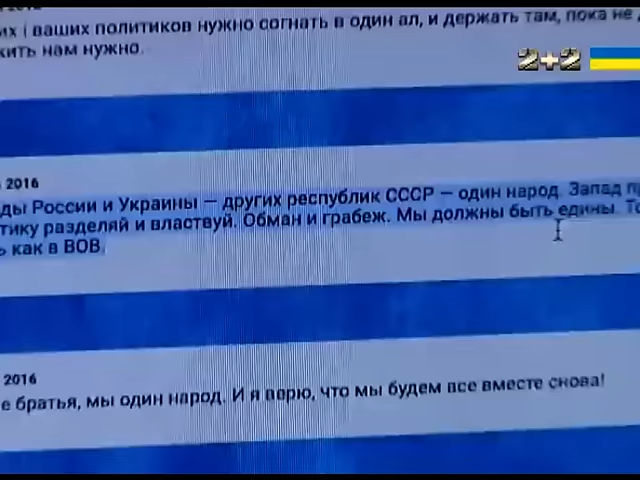 2016
их і ваших политиков нужно согнать в один ал, и держать там, пока не
жить нам нужно.
2+2
2016
ды России и Украины – других республик СССР – один народ. Запад
тику разделяй и властвуй. Обман и грабеж. Мы должны быть едины.
ь как в ВОВ.
2016
е братья, мы один народ. И я верю, что мы будем все вместе снова!